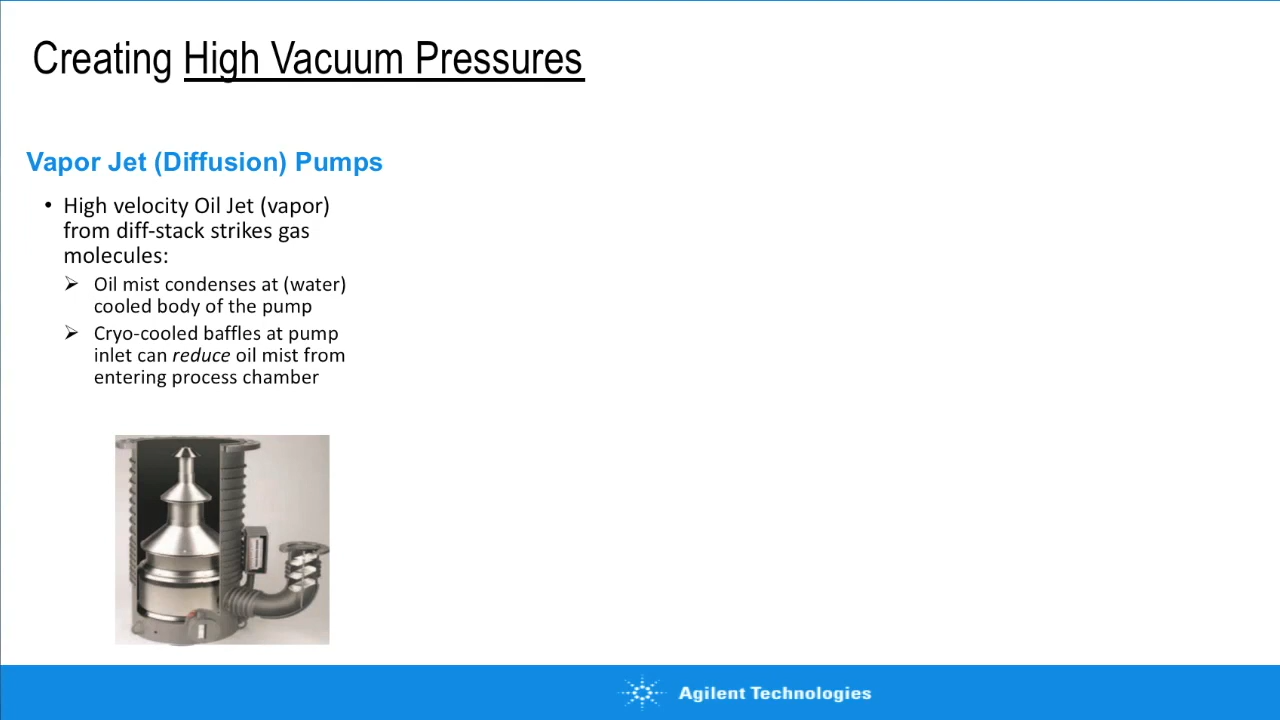 Creating High Vacuum Pressures
Vapor Jet (Diffusion) Pumps
• High velocity Oil Jet (vapor)
from diff-stack strikes gas
molecules:
➢ Oil mist condenses at (water)
cooled body of the pump
➢ Cryo-cooled baffles at pump
inlet can reduce oil mist from
entering process chamber
Agilent Technologies